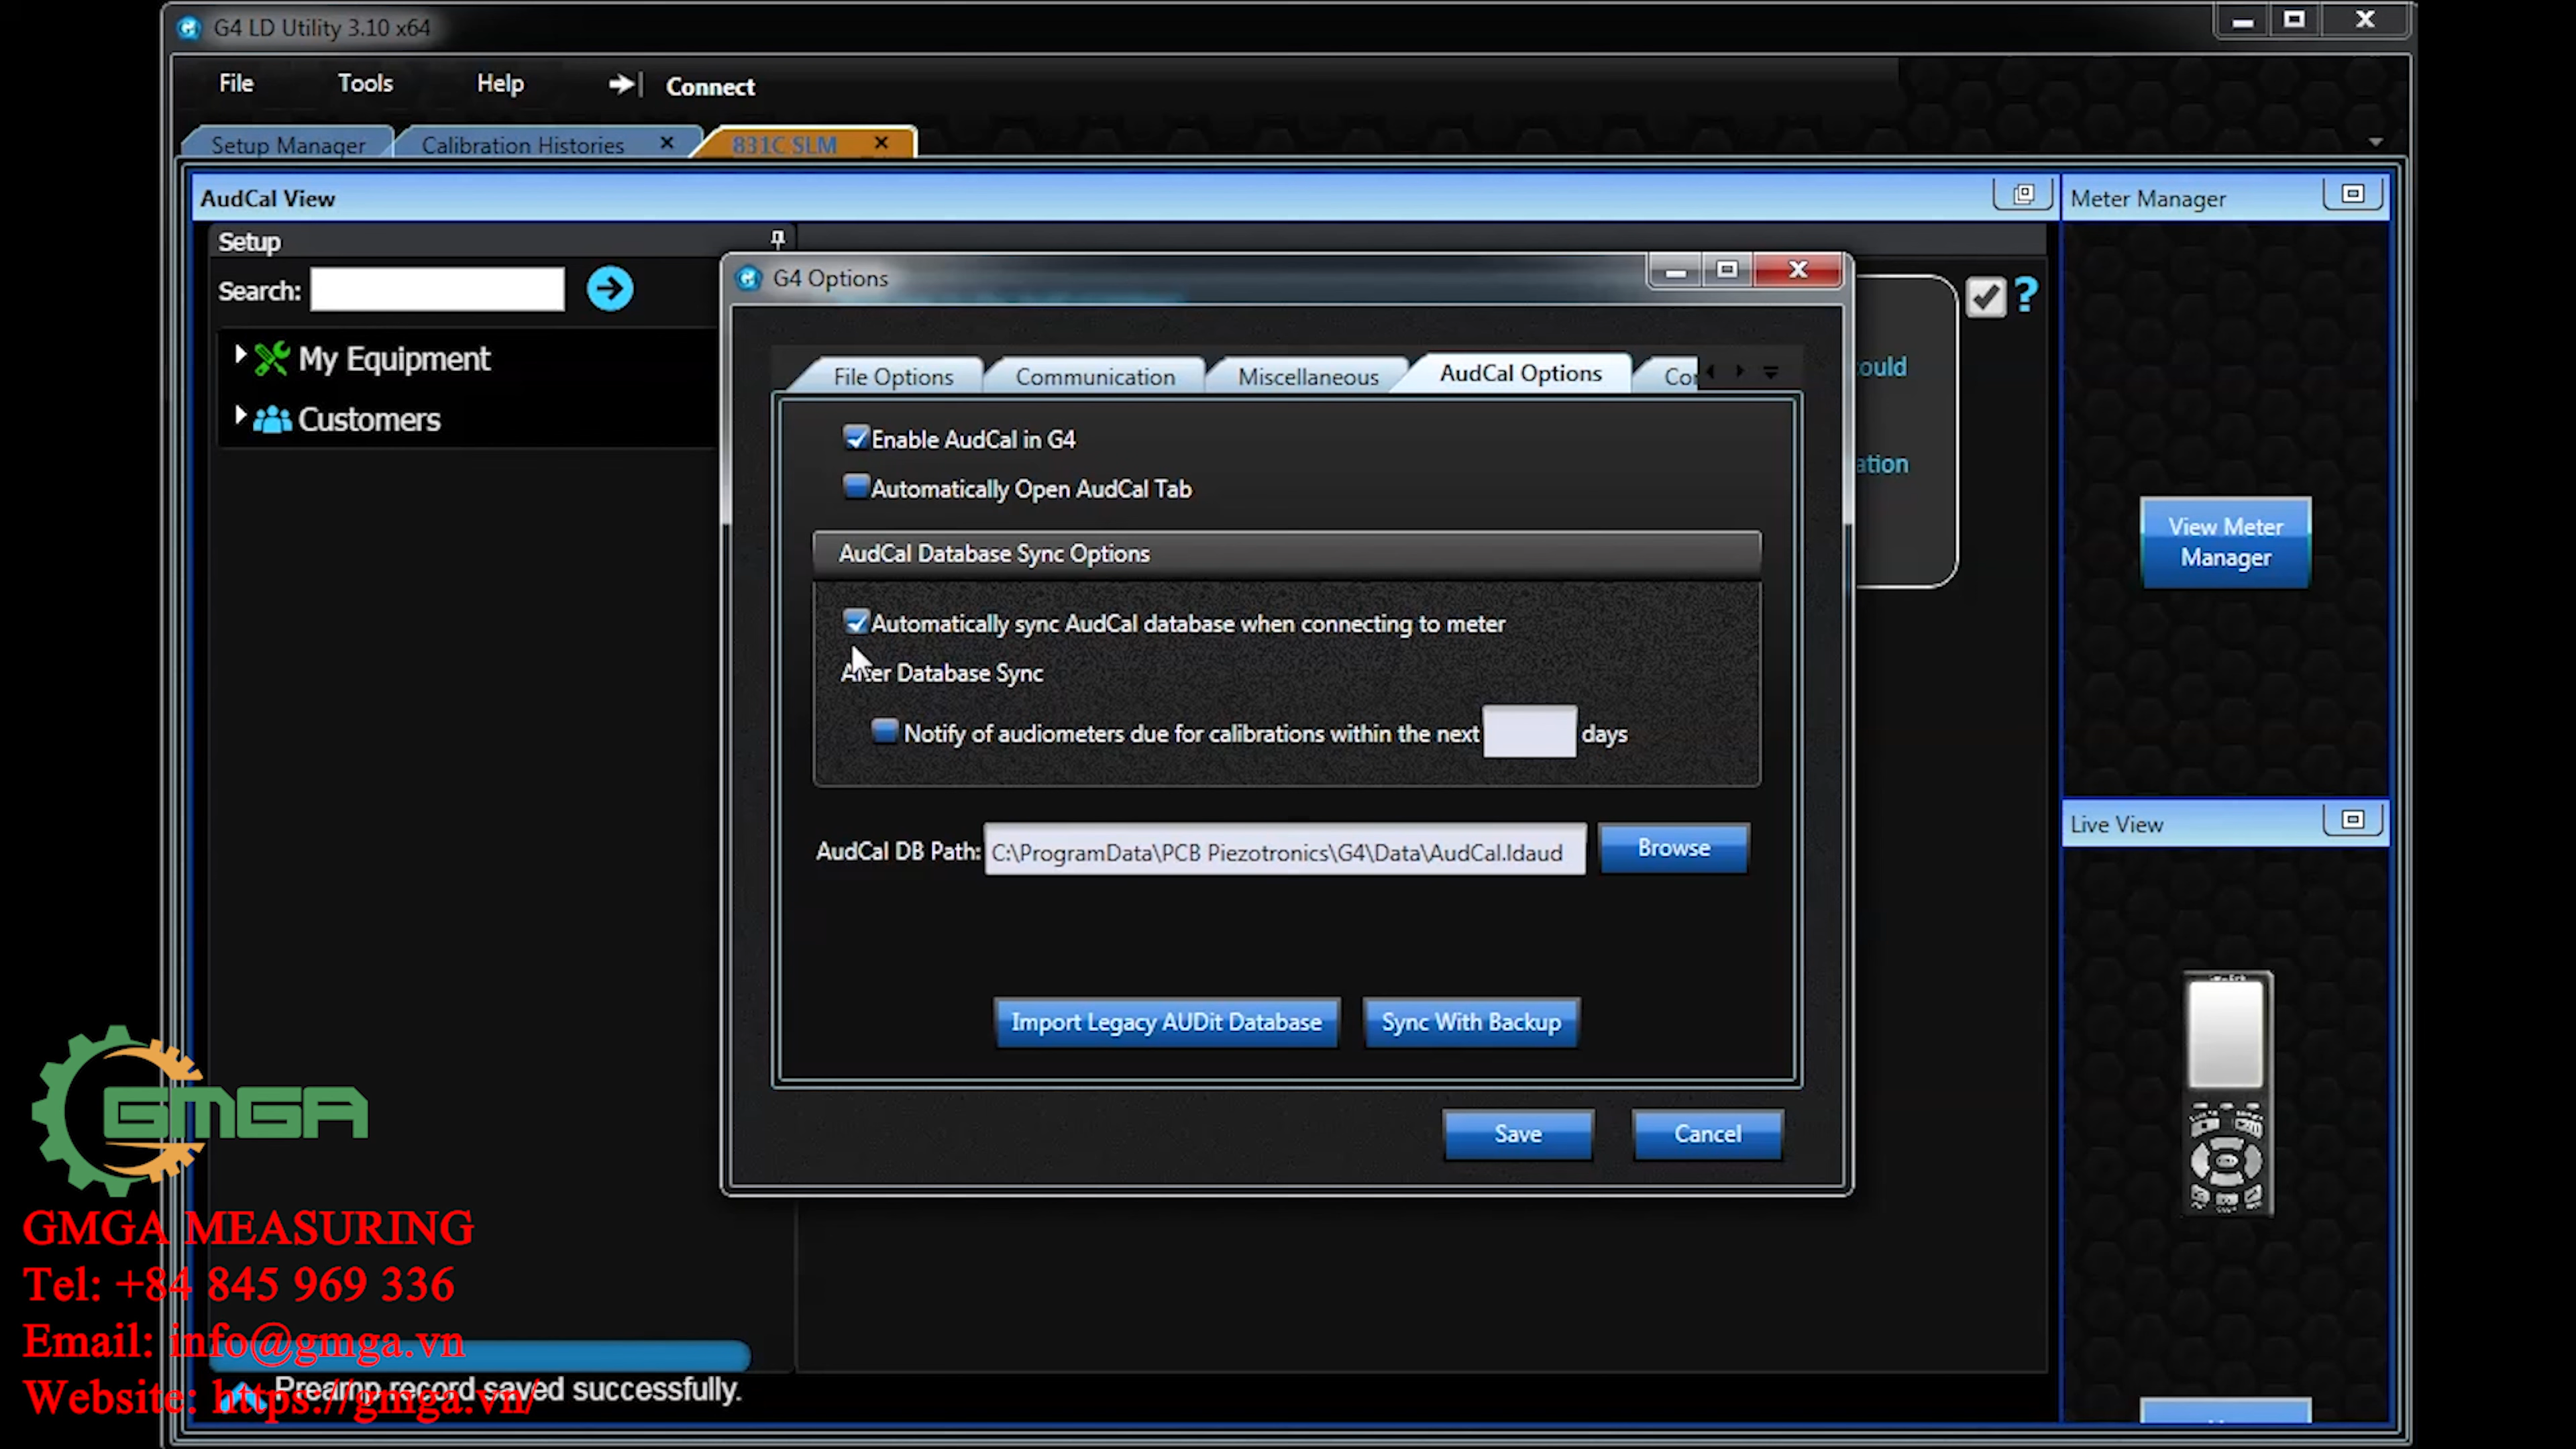 G4 LD Utility 3.10 x64
File Tools Help Connect
Setup Manager Calibration Histories 831C SLM
AudCal View
Meter Manager
Setup
Search:
My Equipment
Customers
G4 Options
File Options Communication Miscellaneous AudCal Options
Enable AudCal in G4
Automatically Open AudCal Tab
AudCal Database Sync Options
Automatically sync AudCal database when connecting to meter
After Database Sync
Notify of audiometers due for calibrations within the next days
AudCal DB Path: C:\ProgramData\PCB Piezotronics\G4\Data\AudCal.ldaud Browse
Import Legacy AUDit Database Sync With Backup
Save Cancel
?
View Meter
Manager
Live View
GMGA
GMGA MEASURING
Tel: +84 845 969 336
Email: info@gmga.vn
Website: https://gmga.vn/
Preamp record saved successfully.